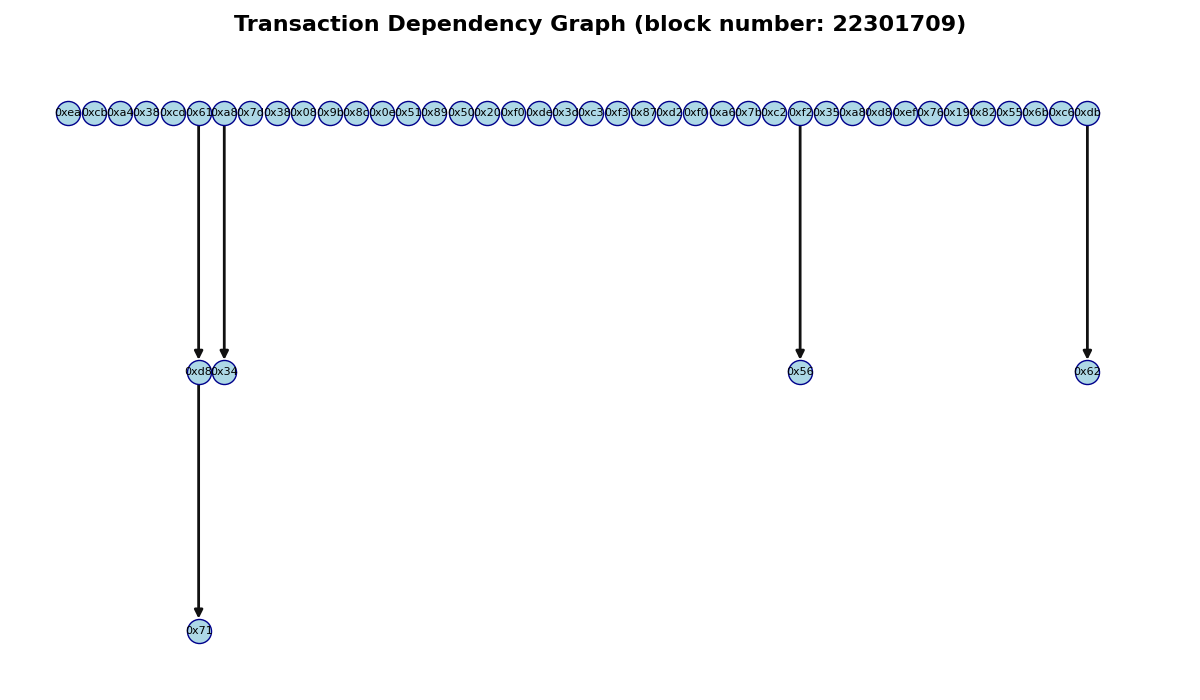 Transaction Dependency Graph (block number: 22301709)
0xea 0xcb 0xa4 0x38 0xcd 0x61 0xa8 0x7d 0x38 0x08 0x9b 0x8c 0x0e 0x51 0x89 0x50 0x20 0xf0 0xde 0x3d 0xc3 0xf3 0x87 0xd2 0xf0 0xa6 0x7b 0xc2 0xf2 0x35 0xa8 0xd8 0xef 0x76 0x19 0x82 0x55 0x6b 0xc6 0xdb
0xd8 0x34 0x56 0x62
0x71